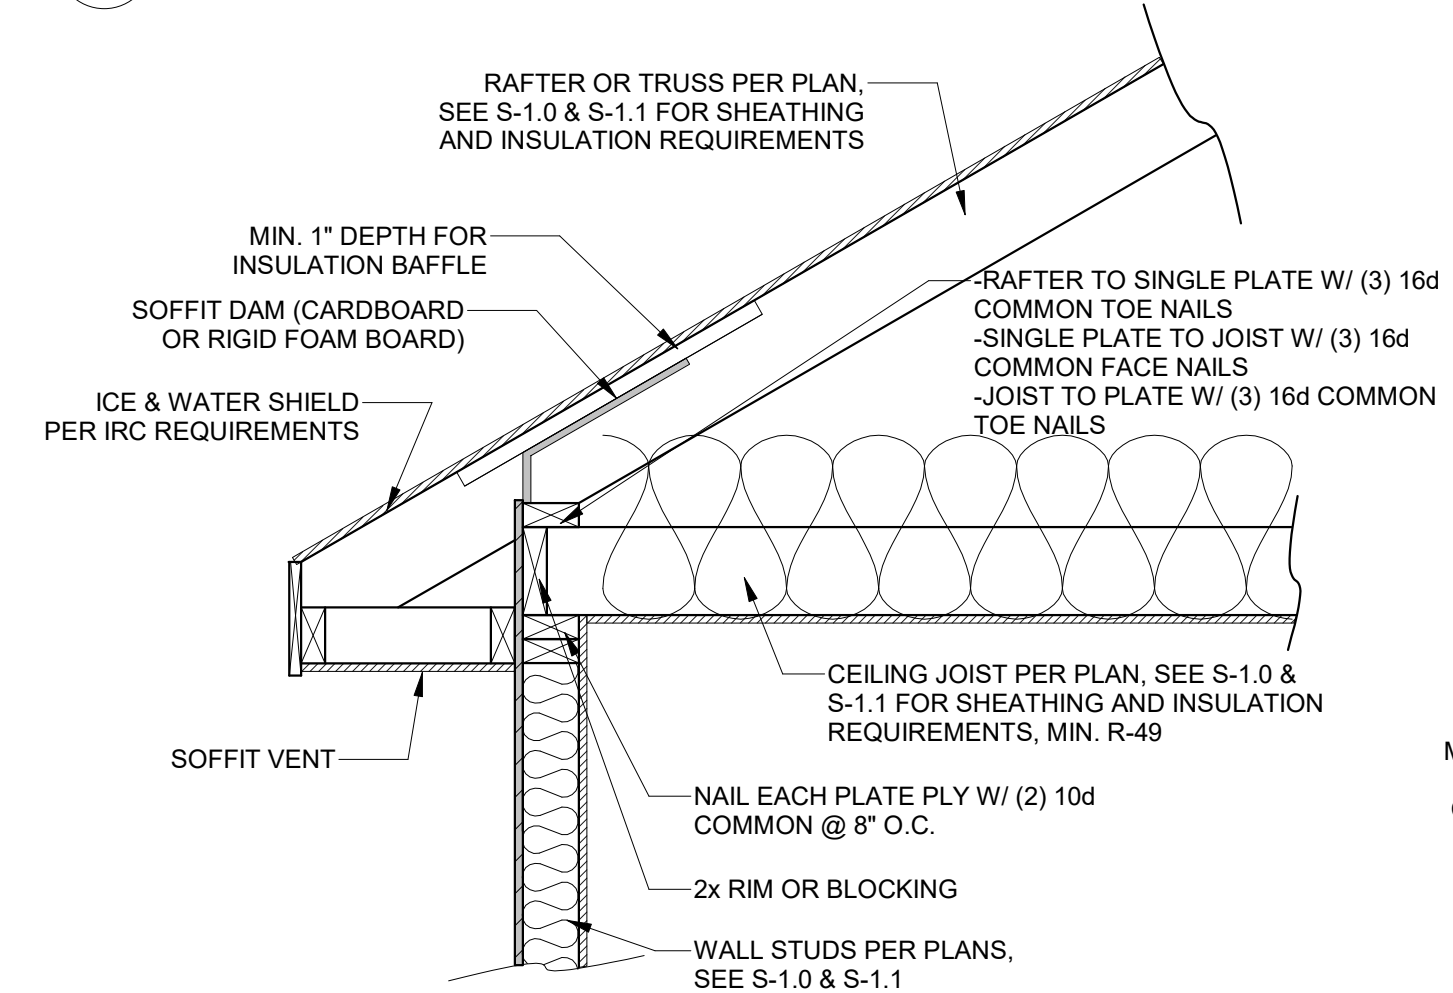 RAFTER OR TRUSS PER PLAN,
SEE S-1.0 & S-1.1 FOR SHEATHING
AND INSULATION REQUIREMENTS
MIN. 1" DEPTH FOR
INSULATION BAFFLE
SOFFIT DAM (CARDBOARD
OR RIGID FOAM BOARD)
ICE & WATER SHIELD
PER IRC REQUIREMENTS
-RAFTER TO SINGLE PLATE W/ (3) 16d
COMMON TOE NAILS
-SINGLE PLATE TO JOIST W/ (3) 16d
COMMON FACE NAILS
-JOIST TO PLATE W/ (3) 16d COMMON
TOE NAILS
CEILING JOIST PER PLAN, SEE S-1.0 &
S-1.1 FOR SHEATHING AND INSULATION
REQUIREMENTS, MIN. R-49
SOFFIT VENT
NAIL EACH PLATE PLY W/ (2) 10d
COMMON @ 8" O.C.
2x RIM OR BLOCKING
WALL STUDS PER PLANS,
SEE S-1.0 & S-1.1